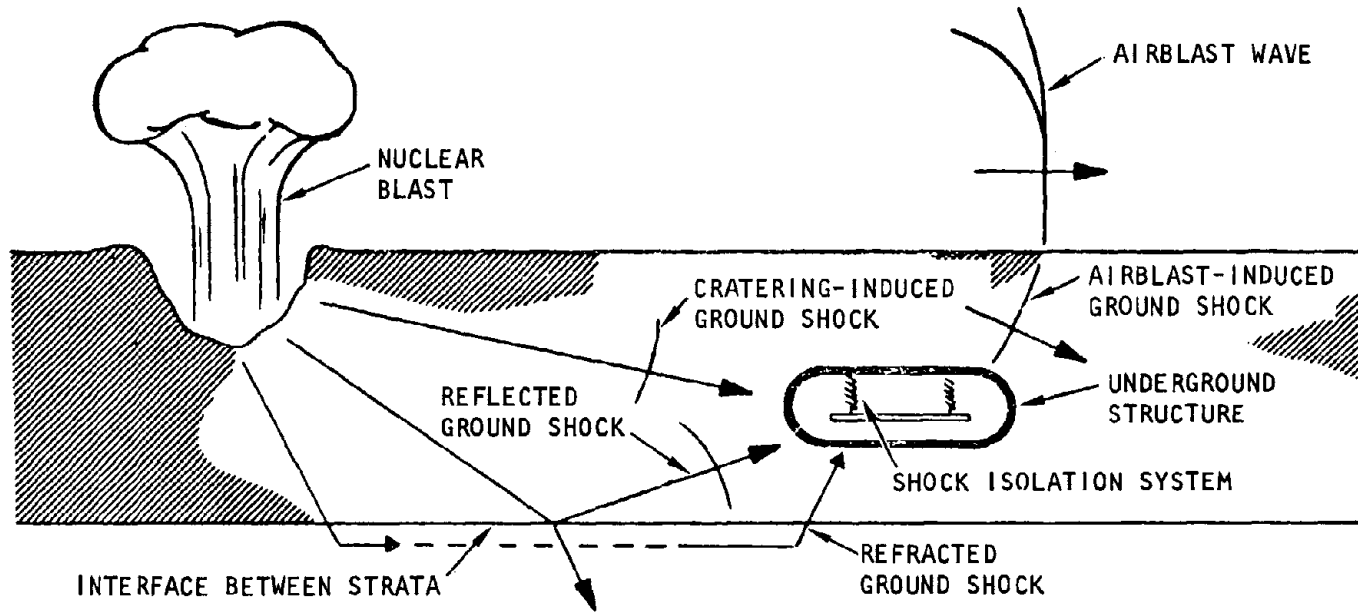 AIRBLAST WAVE
NUCLEAR
BLAST
CRATERING-INDUCED
GROUND SHOCK
AIRBLAST-INDUCED
GROUND SHOCK
REFLECTED
GROUND SHOCK
UNDERGROUND
STRUCTURE
SHOCK ISOLATION SYSTEM
REFRACTED
GROUND SHOCK
INTERFACE BETWEEN STRATA